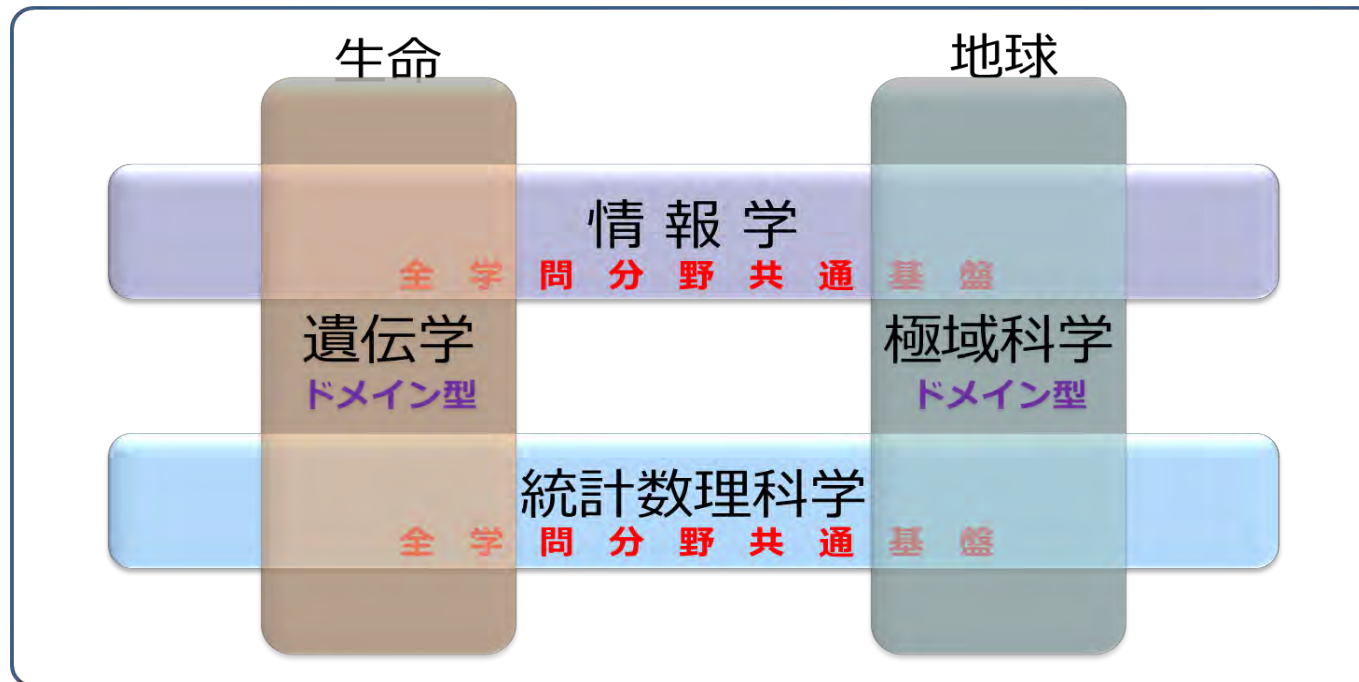 生命
地球
情報学
全学問分野共通基盤
遺伝学
ドメイン型
極域科学
ドメイン型
統計数理科学
全学問分野共通基盤